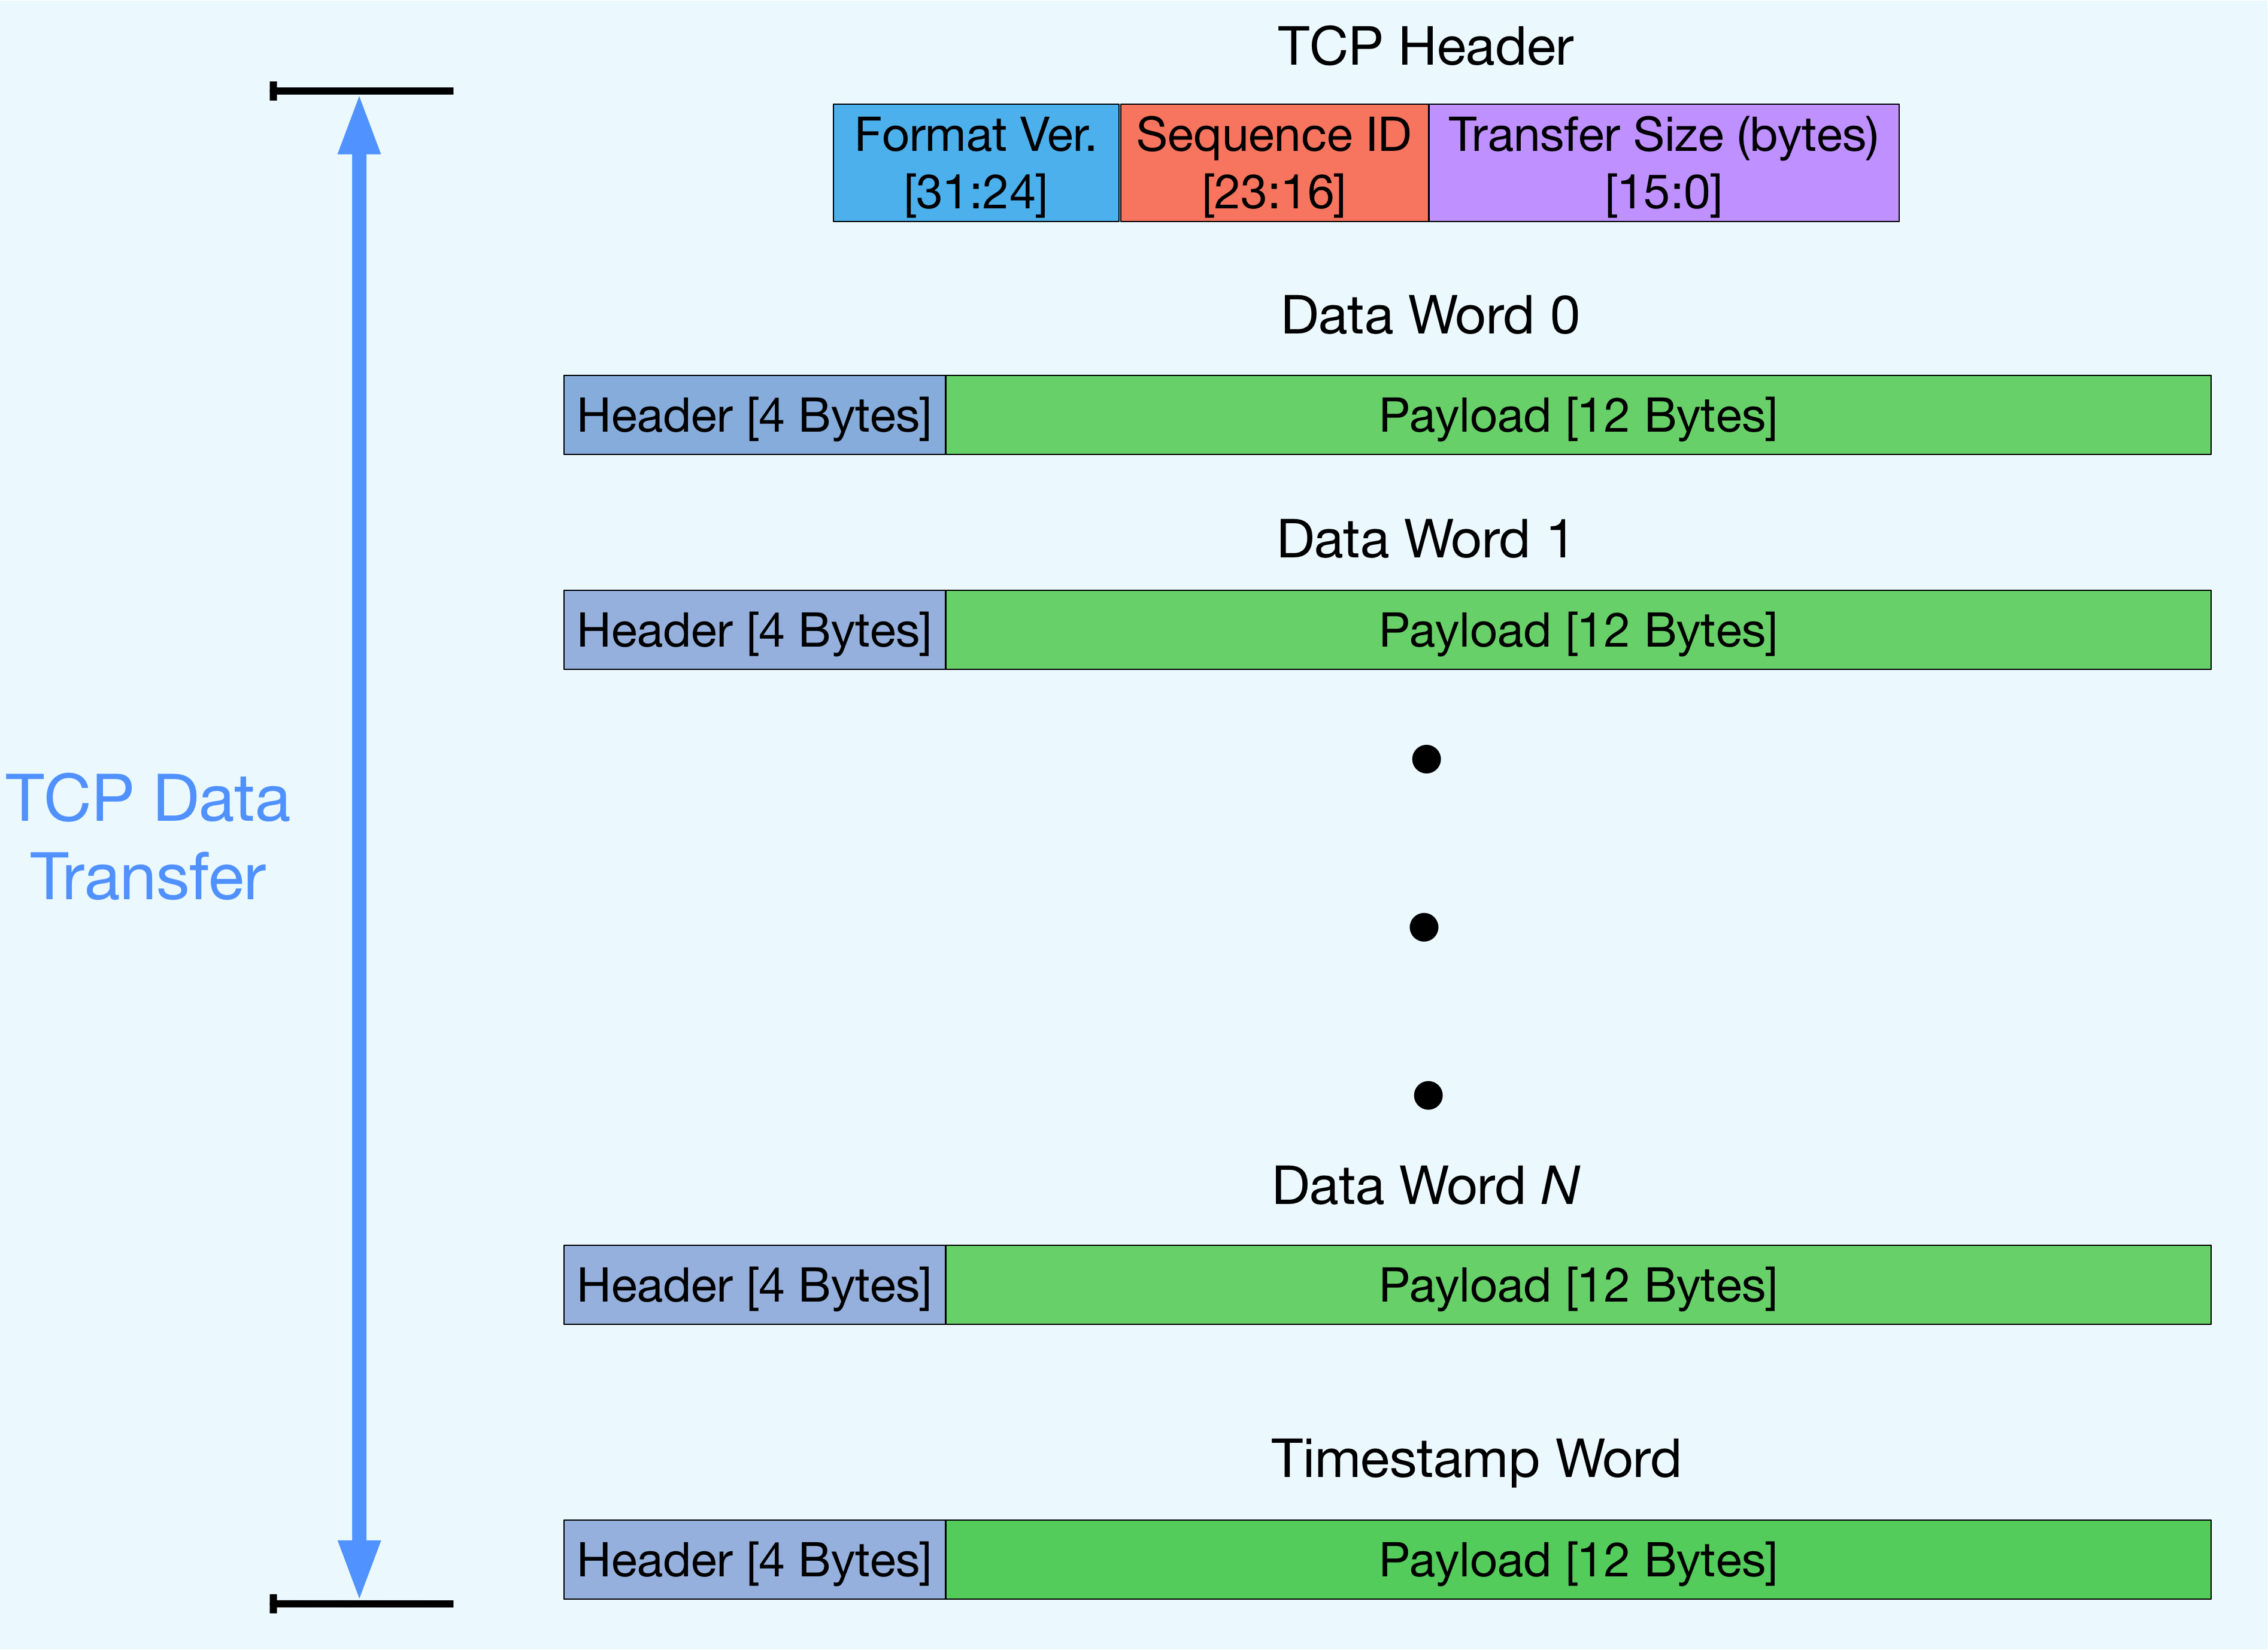 TCP Header
Format Ver. Sequence ID Transfer Size (bytes)
[31:24] [23:16] [15:0]
Data Word 0
Header [4 Bytes] Payload [12 Bytes]
Data Word 1
Header [4 Bytes] Payload [12 Bytes]
TCP Data
Transfer
Data Word N
Header [4 Bytes] Payload [12 Bytes]
Timestamp Word
Header [4 Bytes] Payload [12 Bytes]